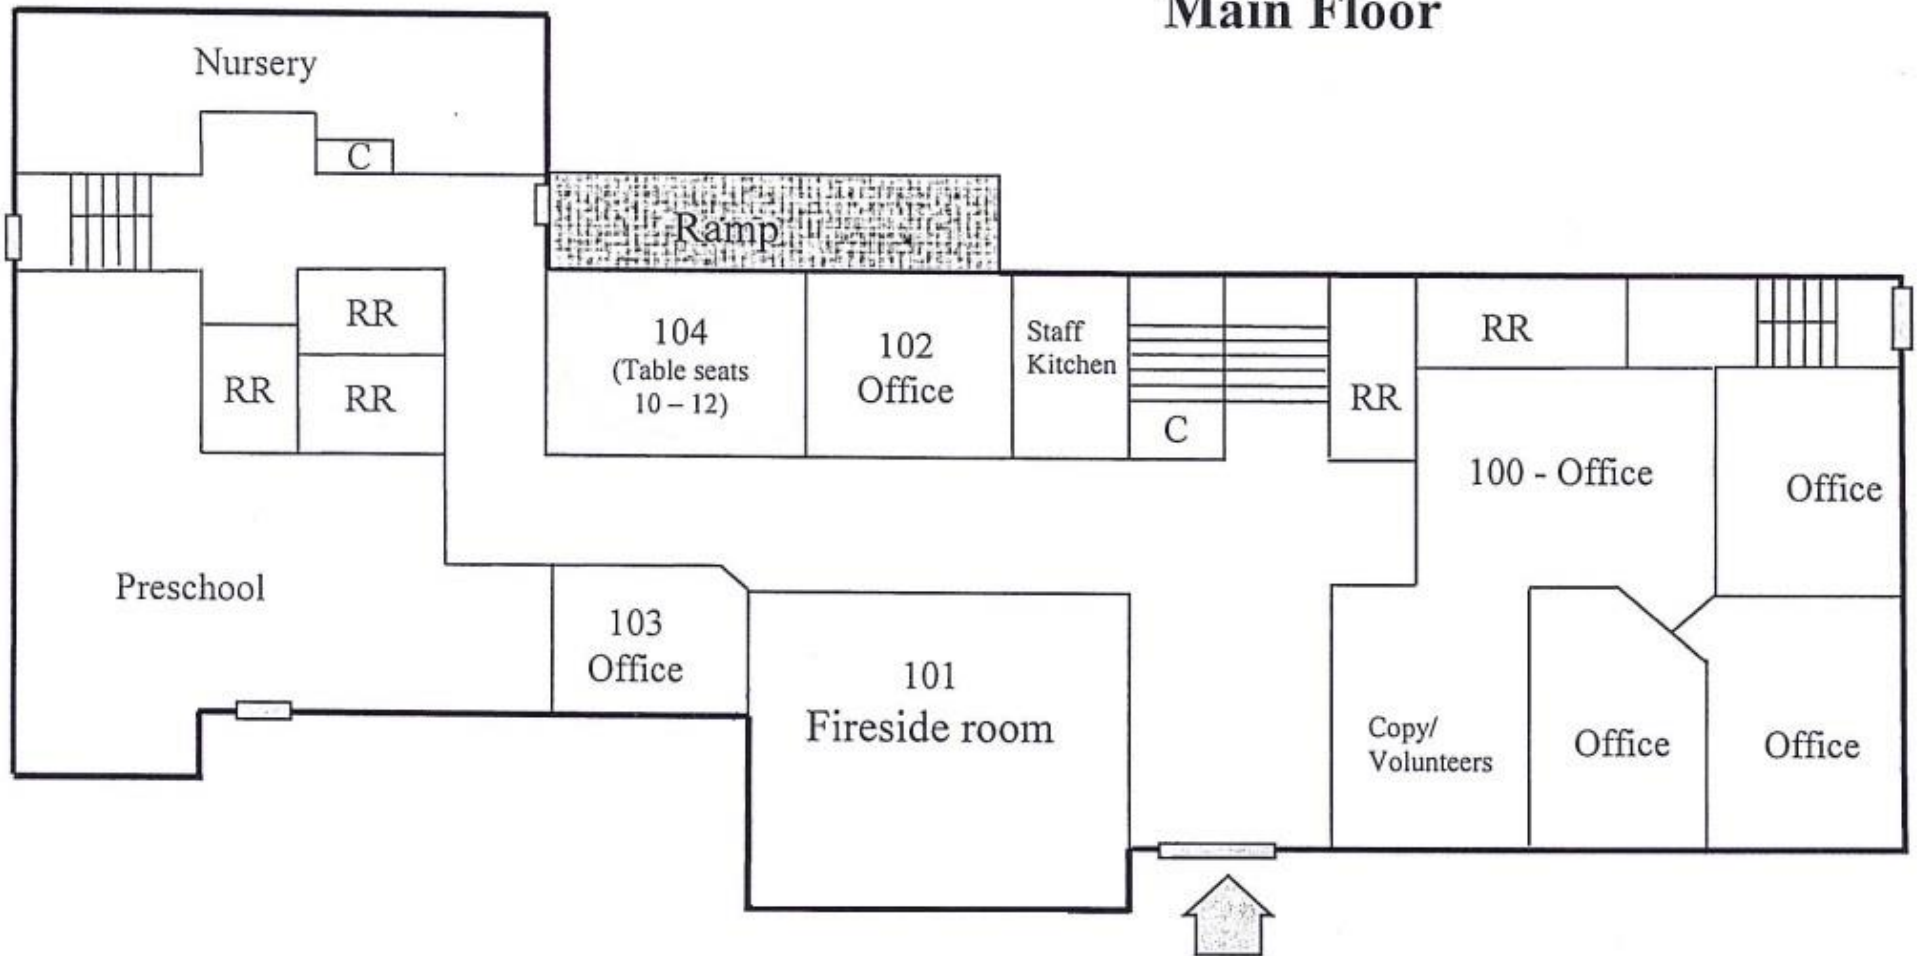 Main Floor
Nursery
C
Ramp
RR
RR
RR
104
(Table seats
10 – 12)
102
Office
Staff
Kitchen
C
RR
RR
100 - Office
Office
Preschool
103
Office
101
Fireside room
Copy/
Volunteers
Office
Office